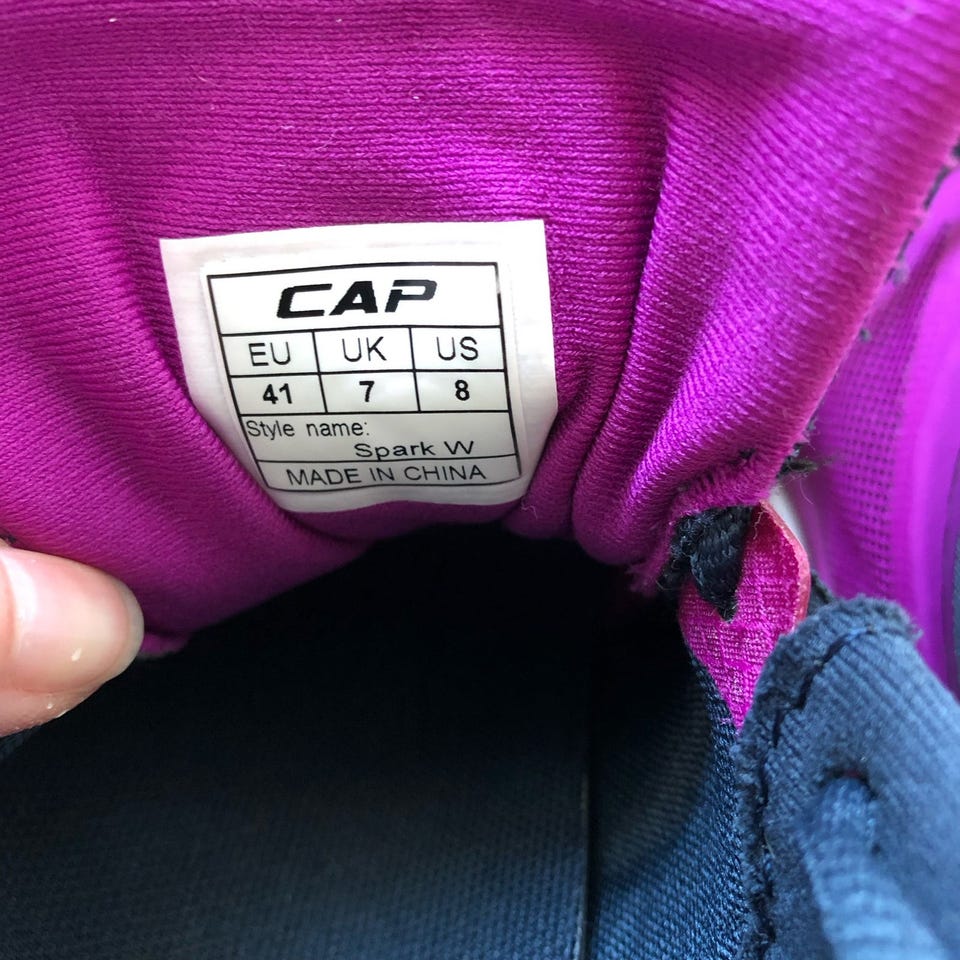 CAP
EU UK US
41 7 8
Style name:
Spark W
MADE IN CHINA